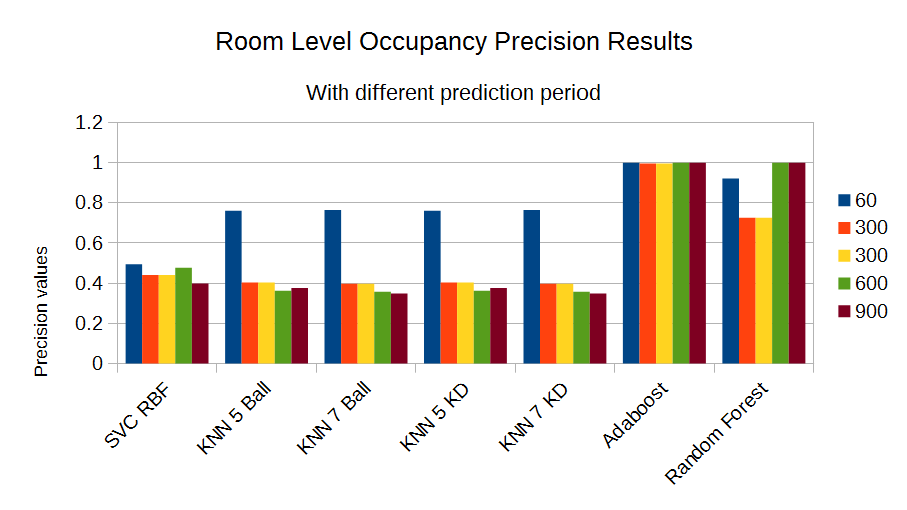 Room Level Occupancy Precision Results
With different prediction period
1.2
1
0.8
0.6
0.4
0.2
0
Precision values
SVC RBF
KNN 5 Ball
KNN 7 Ball
KNN 5 KD
KNN 7 KD
Adaboost
Random Forest
60
300
300
600
900